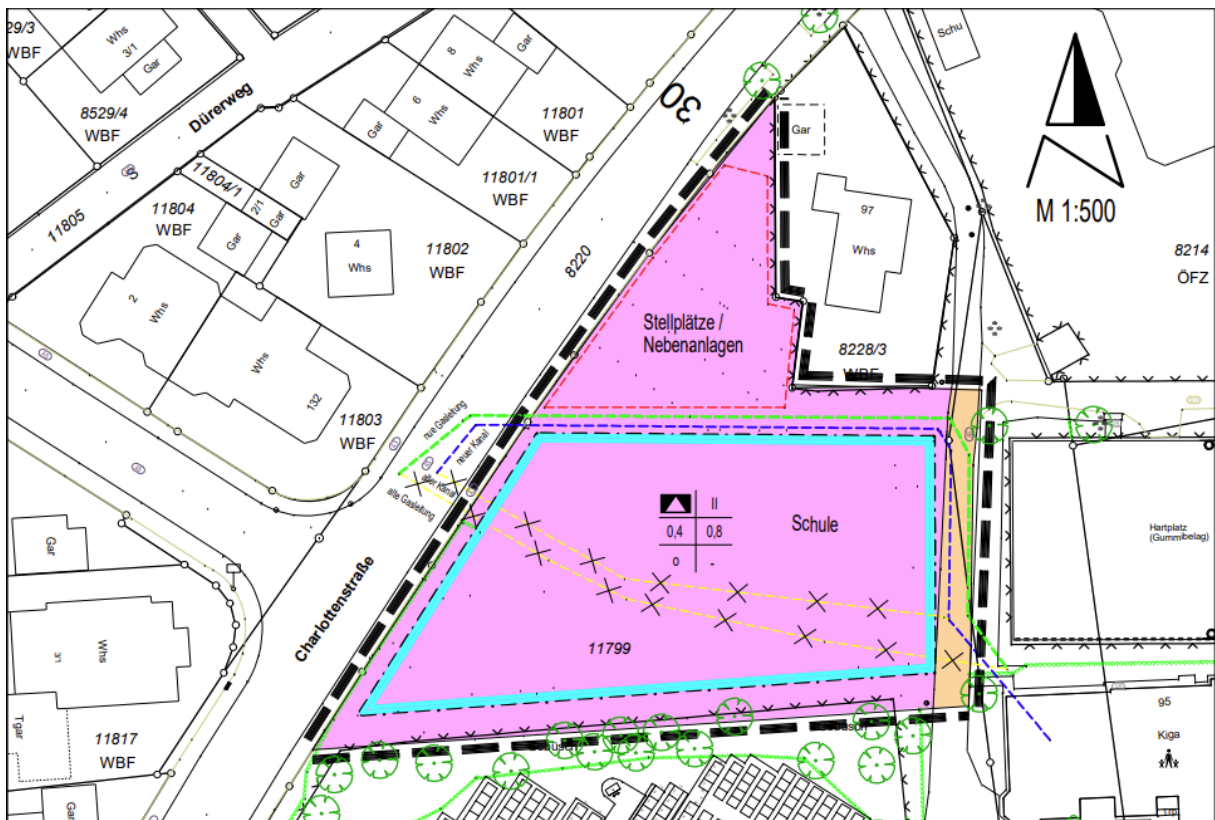 29/3
WBF
Whs
3/1
Gar
8529/4
WBF
Dürerweg
8
Whs
Gar
6
Whs
Gar
11801
WBF
30
Schu
M 1:500
8214
ÖFZ
11804/1
11804
WBF
11805
Gar
2/1
Gar
Gar
4
Whs
11802
WBF
11801/1
WBF
8220
Gar
97
Whs
8228/3
WBF
Stellplätze /
Nebenanlagen
2
Whs
Whs
132
11803
WBF
nue Gasleitung
neuer Kanal
alter Kanal
alte Gasleitung
II
0,4
0,8
o
-
Schule
Hartplatz
(Gummibelag)
Charlottenstraße
11799
Gar
Whs
3/1
Tigar
11817
WBF
Gar
95
Kiga